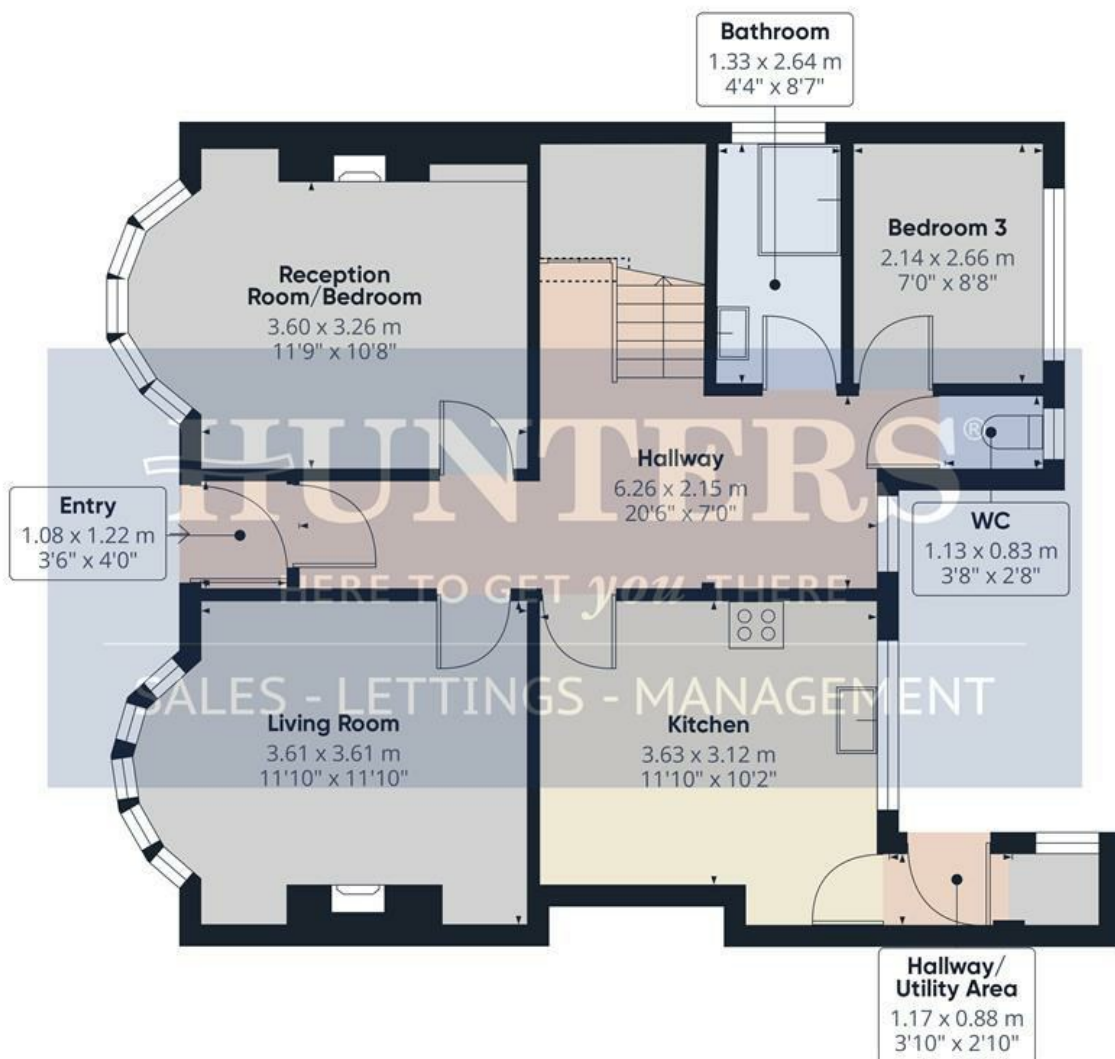 Bathroom
1.33 x 2.64 m
4'4" x 8'7"
Reception
Room/Bedroom
3.60 x 3.26 m
11'9" x 10'8"
Bedroom 3
2.14 x 2.66 m
7'0" x 8'8"
HUNTERS®
HERE TO GET you THERE
SALES - LETTINGS - MANAGEMENT
Entry
1.08 x 1.22 m
3'6" x 4'0"
Hallway
6.26 x 2.15 m
20'6" x 7'0"
WC
1.13 x 0.83 m
3'8" x 2'8"
Living Room
3.61 x 3.61 m
11'10" x 11'10"
Kitchen
3.63 x 3.12 m
11'10" x 10'2"
Hallway/
Utility Area
1.17 x 0.88 m
3'10" x 2'10"